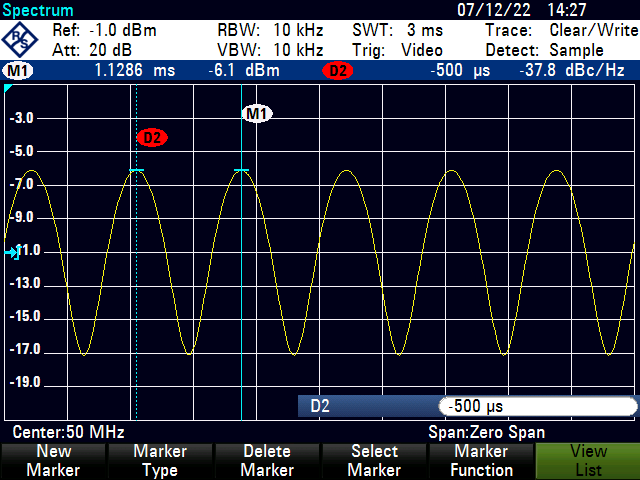 Spectrum 07/12/22 14:27
R S Ref: -1.0 dBm RBW: 10 kHz SWT: 3 ms Trace: Clear/Write
Att: 20 dB VBW: 10 kHz Trig: Video Detect: Sample
M1 1.1286 ms -6.1 dBm D2 -500 µs -37.8 dBc/Hz
M1
-3.0
D2
-5.0
-7.0
-9.0
-11.0
-13.0
-15.0
-17.0
-19.0
D2 -500 µs
Center:50 MHz Span:Zero Span
New Marker Delete Select Marker View
Marker Type Marker Marker Function List